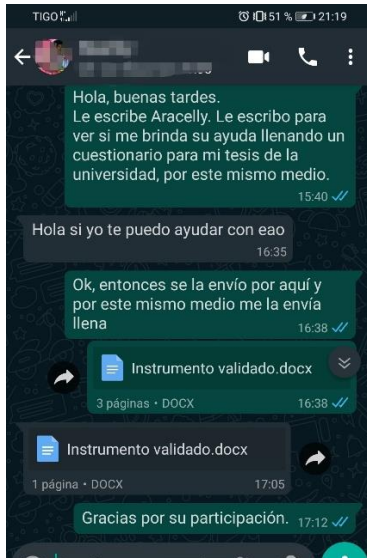 TIGO
51 % 21:19
Hola, buenas tardes.
Le escribe Aracelly. Le escribo para
ver si me brinda su ayuda llenando un
cuestionario para mi tesis de la
universidad, por este mismo medio.
15:40
Hola si yo te puedo ayudar con eao
16:35
Ok, entonces se la envío por aquí y
por este mismo medio me la envía
llena
16:38
Instrumento validado.docx
3 páginas • DOCX 16:38
Instrumento validado.docx
1 página • DOCX 17:05
Gracias por su participación. 17:12